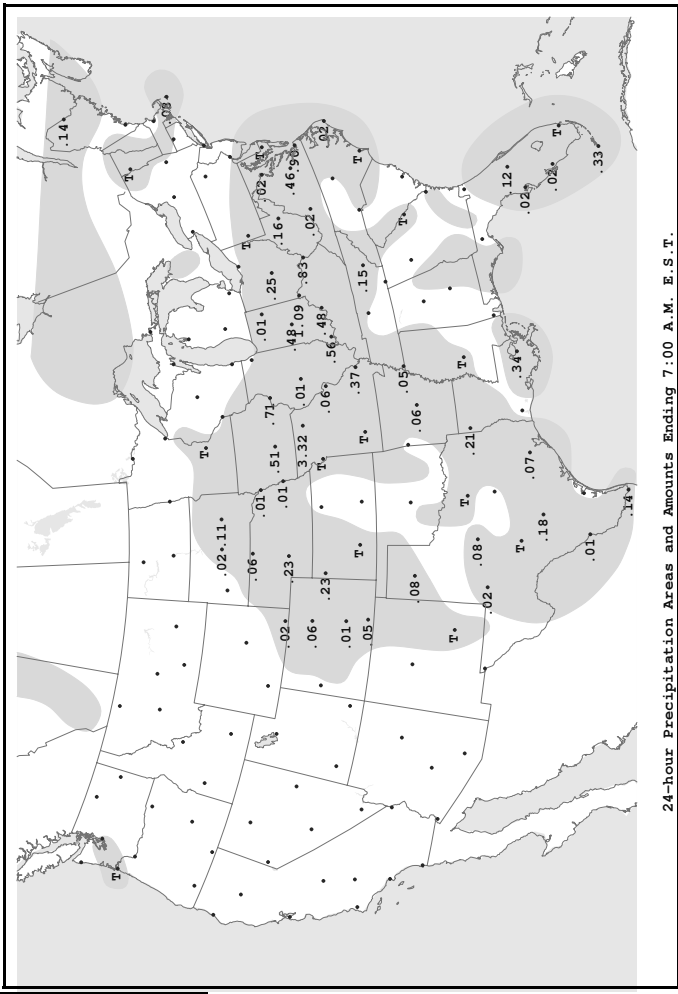 .14
T
T
.08
T
.02 .11
T
.06
.01
.01
.02
T
.71
.25
.51
.16
.01
.02
.23
.48
.46
.90
1.09
.01
3.32
.83
.06
.02
T
.48
.02
.23
.06
.56
.01
.37
T
T
.15
T
.05
.05
T
.08
.06
T
T
T
.21
.08
.02
.12
.34
T
.02
.07
.18
.02
T
.01
.33
.14
24-hour Precipitation Areas and Amounts Ending 7:00 A.M. E.S.T.